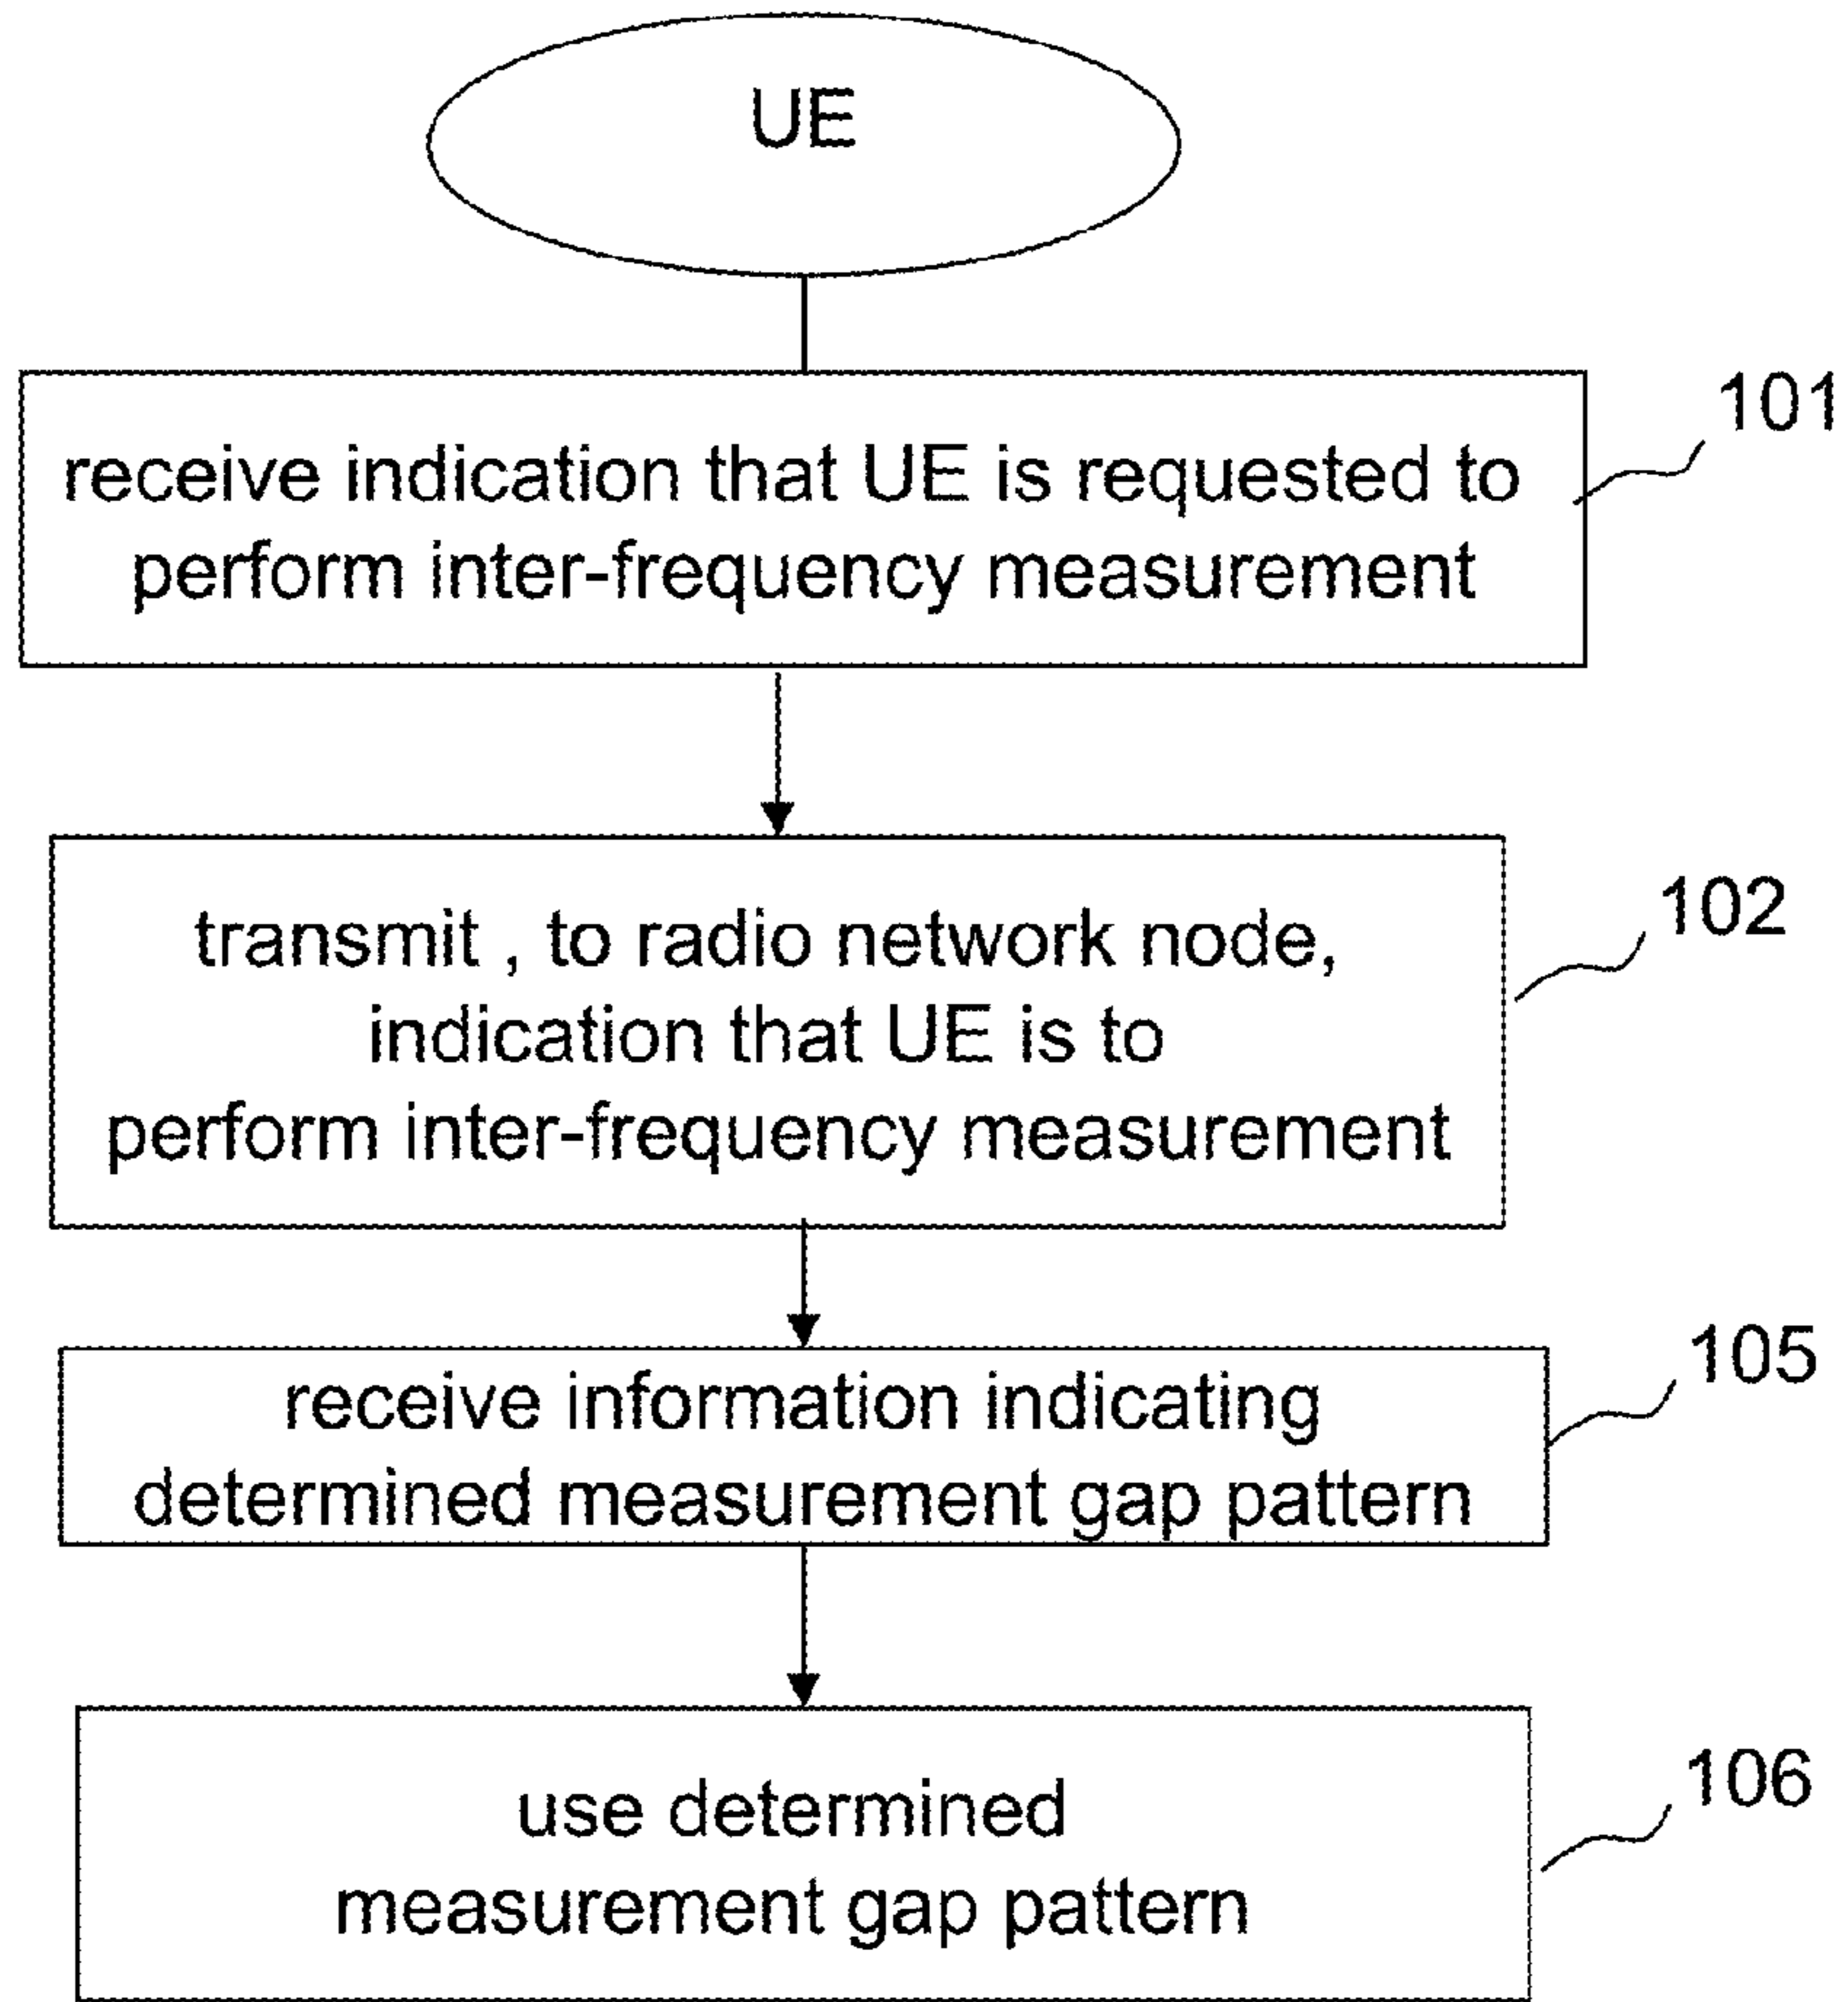 UE
receive indication that UE is requested to
perform inter-frequency measurement
101
transmit , to radio network node,
indication that UE is to
perform inter-frequency measurement
102
receive information indicating
determined measurement gap pattern
105
use determined
measurement gap pattern
106